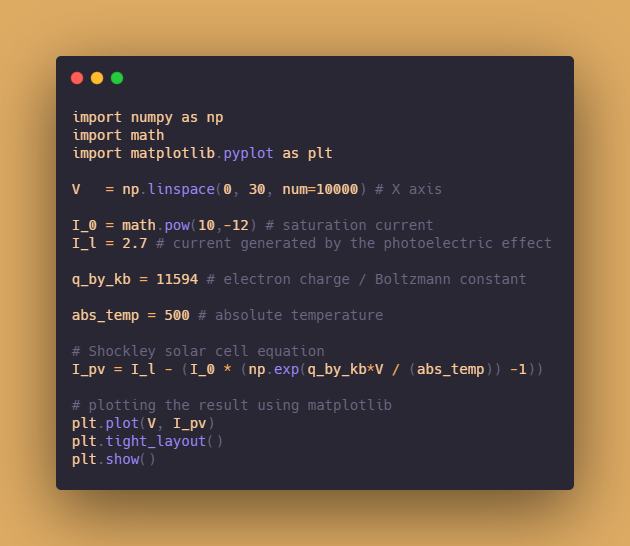 import numpy as np
import math
import matplotlib.pyplot as plt
V   = np.linspace(0, 30, num=10000) # X axis
I_0 = math.pow(10,-12) # saturation current
I_l = 2.7 # current generated by the photoelectric effect
q_by_kb = 11594 # electron charge / Boltzmann constant
abs_temp = 500 # absolute temperature
# Shockley solar cell equation
I_pv = I_l - (I_0 * (np.exp(q_by_kb*V / (abs_temp)) -1))
# plotting the result using matplotlib
plt.plot(V, I_pv)
plt.tight_layout()
plt.show()